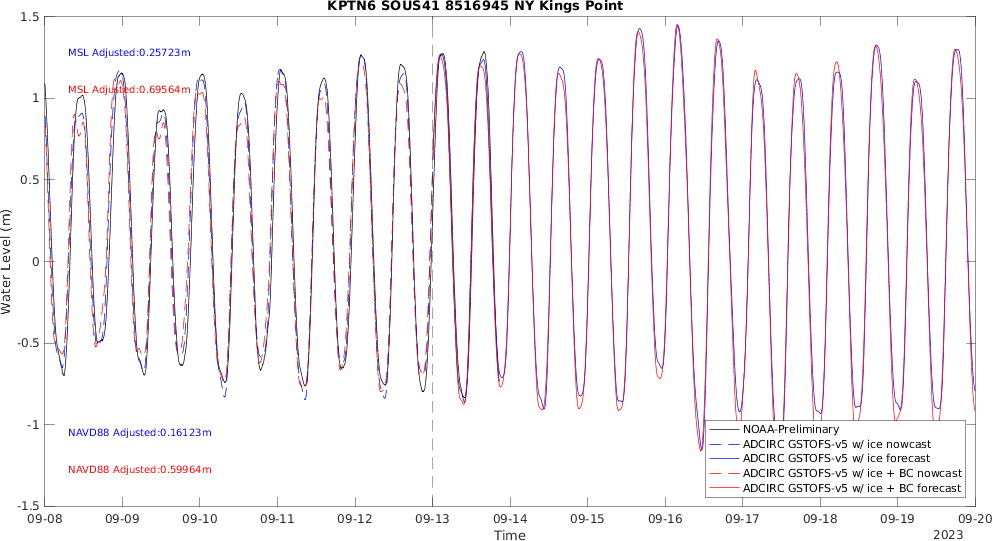 KPTN6 SOUS41 8516945 NY Kings Point
1.5
1
0.5
0
-0.5
-1
-1.5
Water Level (m)
MSL Adjusted:0.25723m
MSL Adjusted:0.69564m
NAVD88 Adjusted:0.16123m
NAVD88 Adjusted:0.59964m
NOAA-Preliminary
ADCIRC GSTOFS-v5 w/ ice nowcast
ADCIRC GSTOFS-v5 w/ ice forecast
ADCIRC GSTOFS-v5 w/ ice + BC nowcast
ADCIRC GSTOFS-v5 w/ ice + BC forecast
09-08 09-09 09-10 09-11 09-12 09-13 09-14 09-15 09-16 09-17 09-18 09-19 09-20
Time
2023